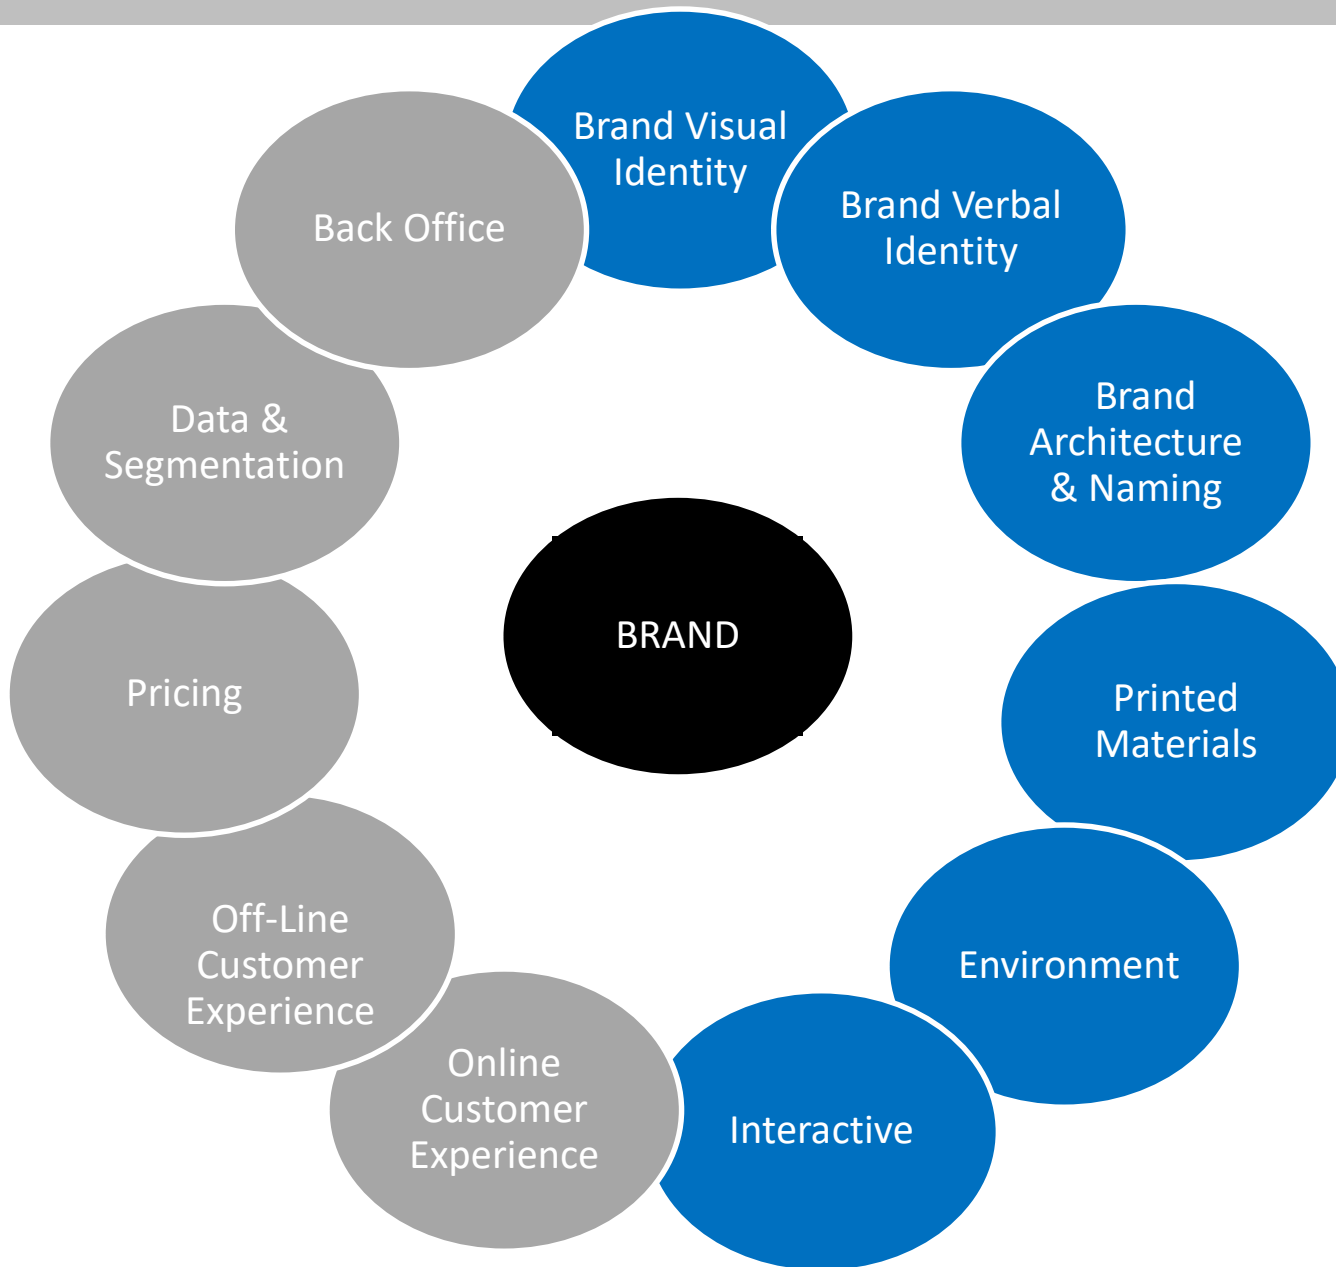 Brand Visual
Identity
Brand Verbal
Identity
Brand
Architecture
& Naming
Printed
Materials
Environment
Interactive
Online
Customer
Experience
Off-Line
Customer
Experience
Pricing
Data &
Segmentation
Back Office
BRAND